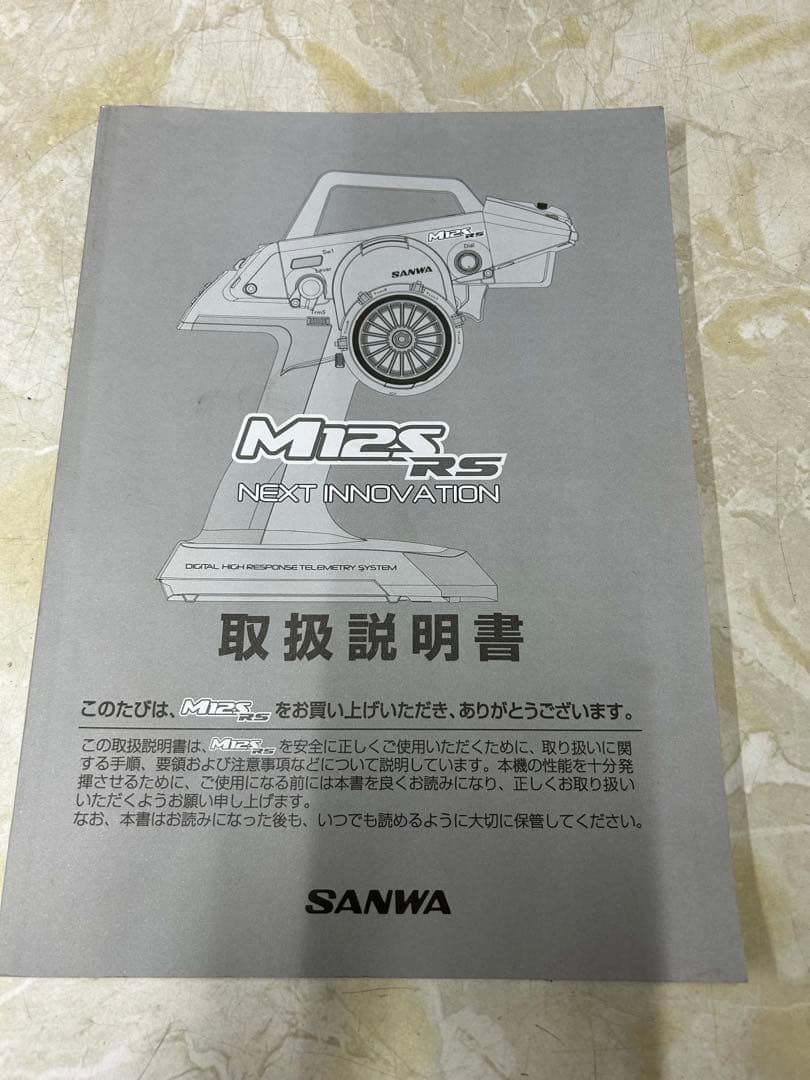 M12S RS
Sw1
Dial
Lever
SANWA
Trm5
M12S
RS
NEXT INNOVATION
DIGITAL HIGH RESPONSE TELEMETRY SYSTEM
取扱説明書
このたびは、M12S RSをお買い上げいただき、ありがとうございます。
この取扱説明書は、M12S RSを安全に正しくご使用いただくために、取り扱いに関
する手順、要領および注意事項などについて説明しています。本機の性能を十分発
揮させるために、ご使用になる前には本書を良くお読みになり、正しくお取り扱い
いただくようお願い申し上げます。
なお、本書はお読みになった後も、いつでも読めるように大切に保管してください。
SANWA